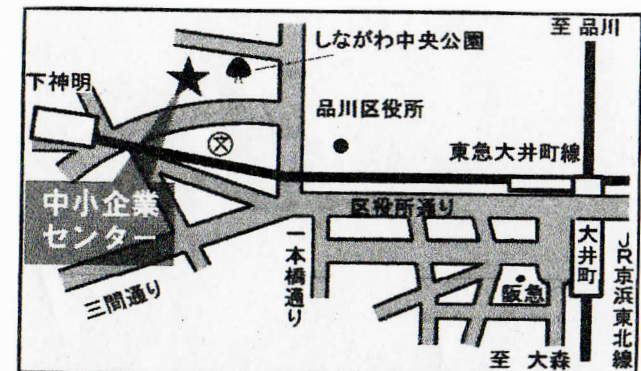 至 品川
しながわ中央公園
下神明
品川区役所
東急大井町線
中小企業
センター
区役所通り
三間通り
一本橋通り
大井町
JR京浜東北線
阪急
至 大森